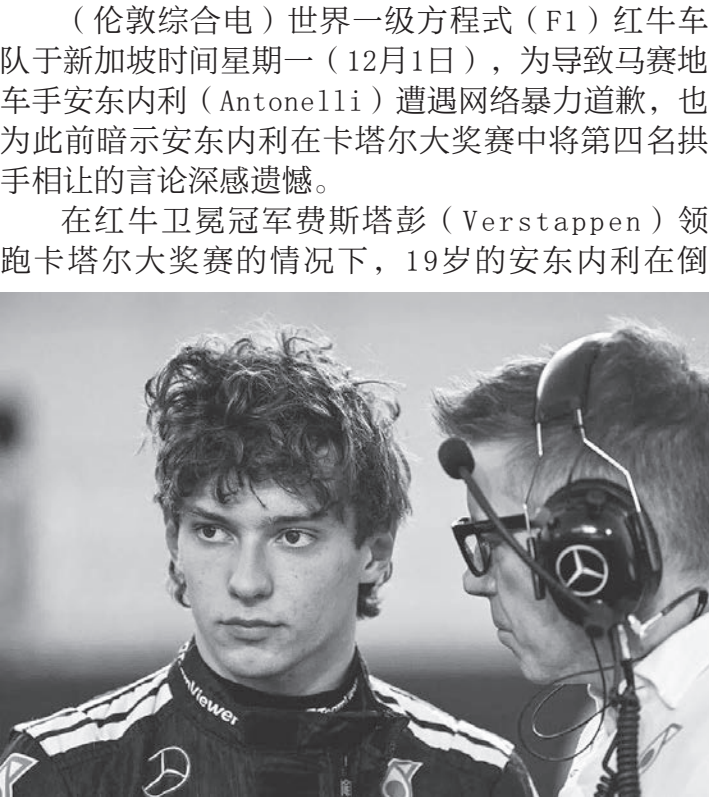 （伦敦综合电）世界一级方程式（F1）红牛车
队于新加坡时间星期一（12月1日），为导致马赛地
车手安东内利（Antonelli）遭遇网络暴力道歉，也
为此前暗示安东内利在卡塔尔大奖赛中将第四名拱
手相让的言论深感遗憾。
在红牛卫冕冠军费斯塔彭（Verstappen）领
跑卡塔尔大奖赛的情况下，19岁的安东内利在倒
Viewer